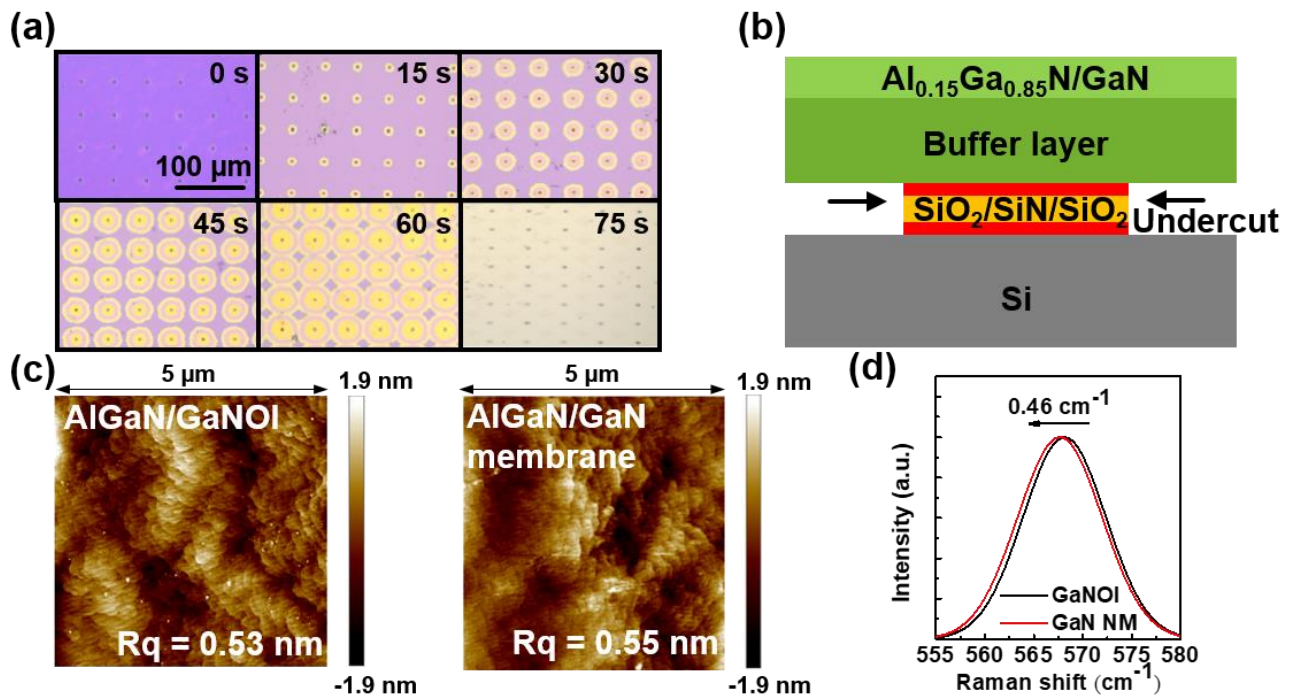 (a)
0 s
15 s
30 s
100 µm
45 s
60 s
75 s
(b)
Al₀.₁₅Ga₀.₈₅N/GaN
Buffer layer
SiO₂/SiN/SiO₂
Undercut
Si
(c)
5 µm
1.9 nm
AlGaN/GaNOI
Rq = 0.53 nm
-1.9 nm
5 µm
1.9 nm
AlGaN/GaN
membrane
Rq = 0.55 nm
-1.9 nm
(d)
0.46 cm⁻¹
Intensity (a.u.)
GaNOI
GaN NM
555 560 565 570 575 580
Raman shift (cm⁻¹)